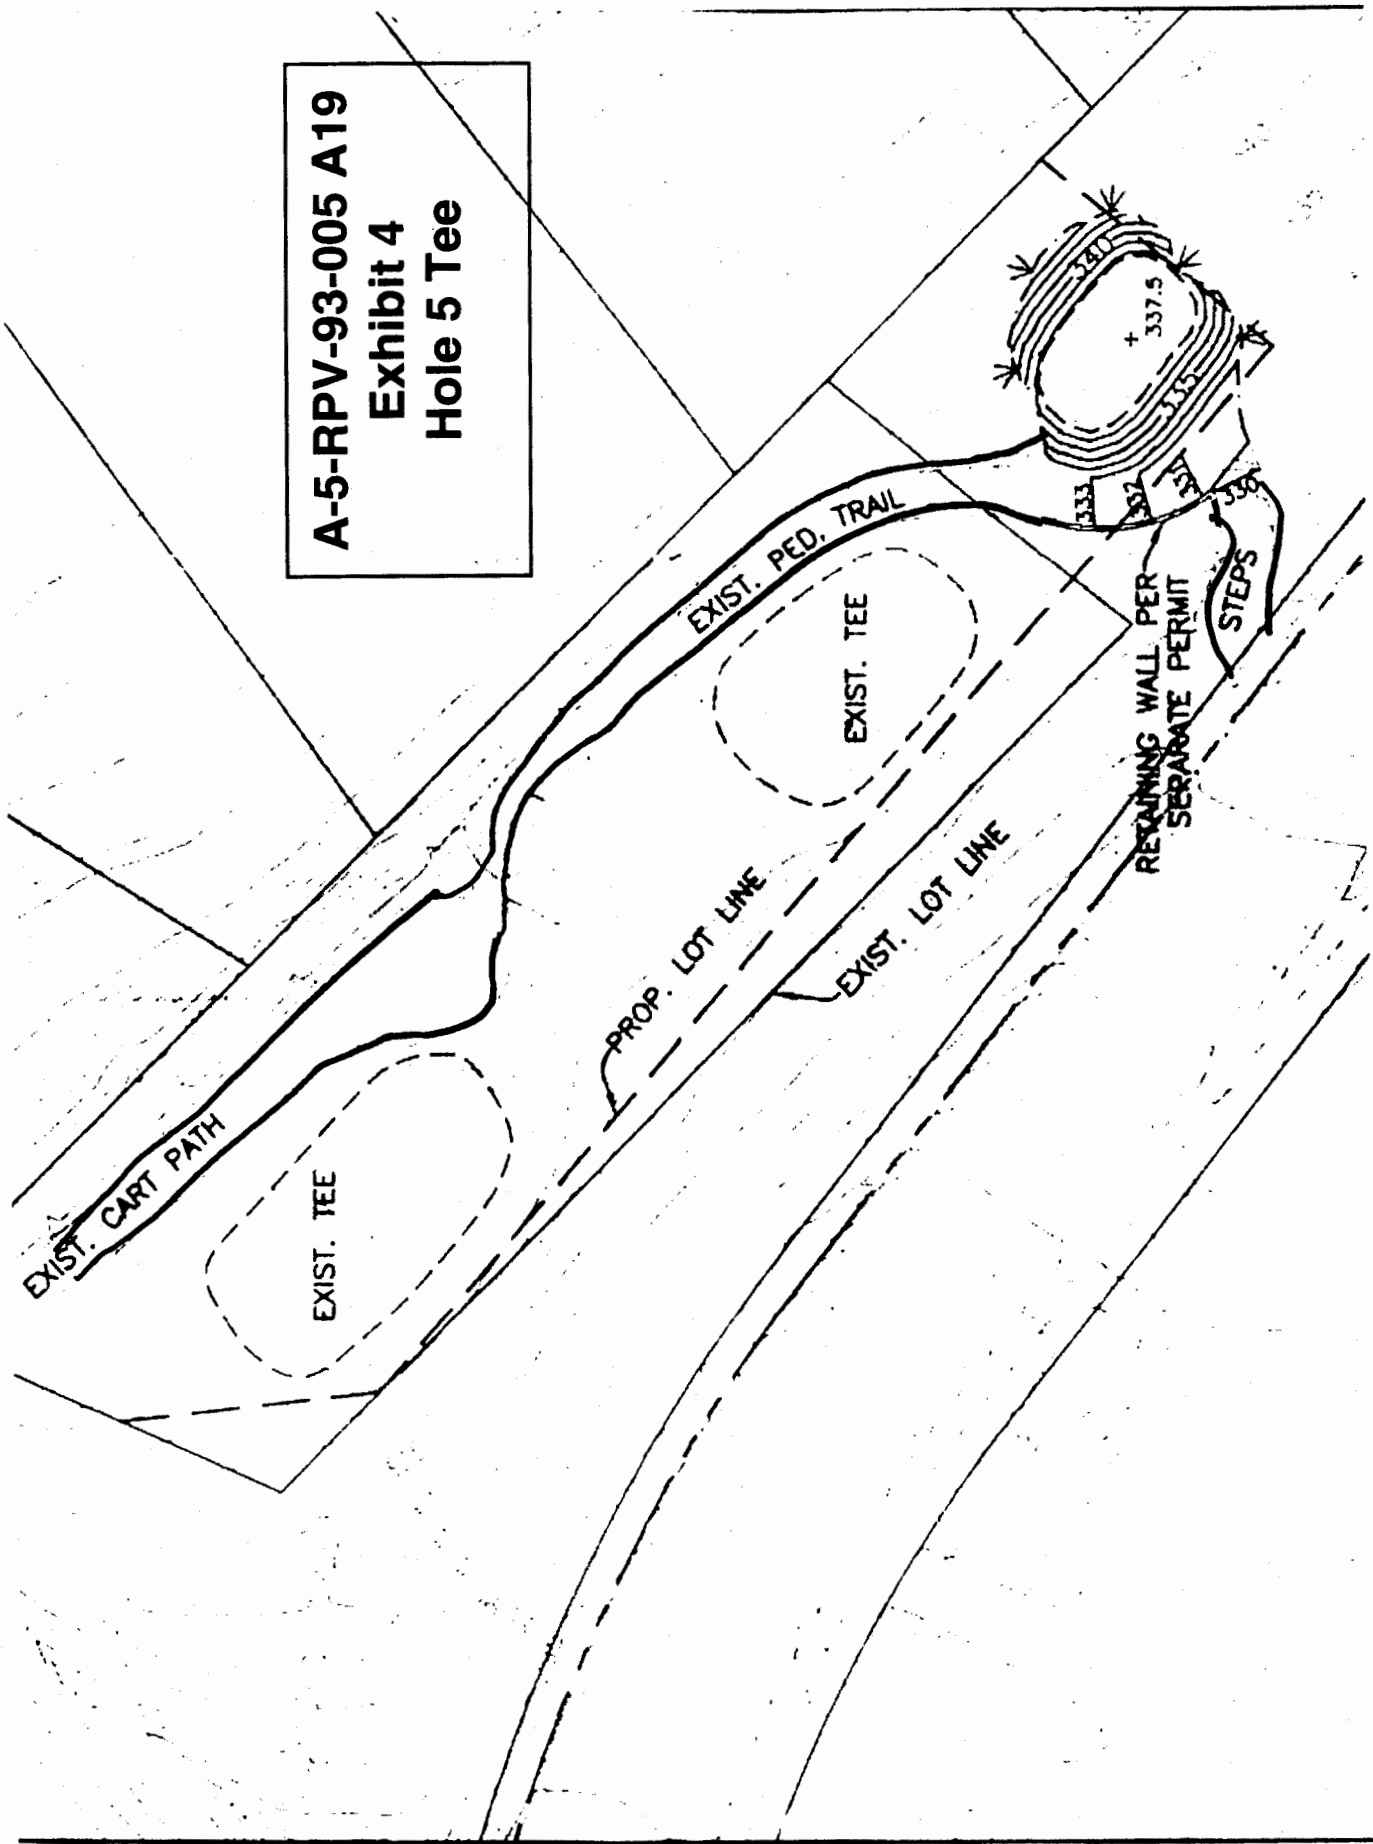 A-5-RPV-93-005 A19
Exhibit 4
Hole 5 Tee
EXIST. CART PATH
EXIST. TEE
EXIST. PED. TRAIL
EXIST. TEE
PROP. LOT LINE
EXIST. LOT LINE
340
+
337.5
335
333
332
331
330
STEPS
RETAINING WALL PER
SEPARATE PERMIT